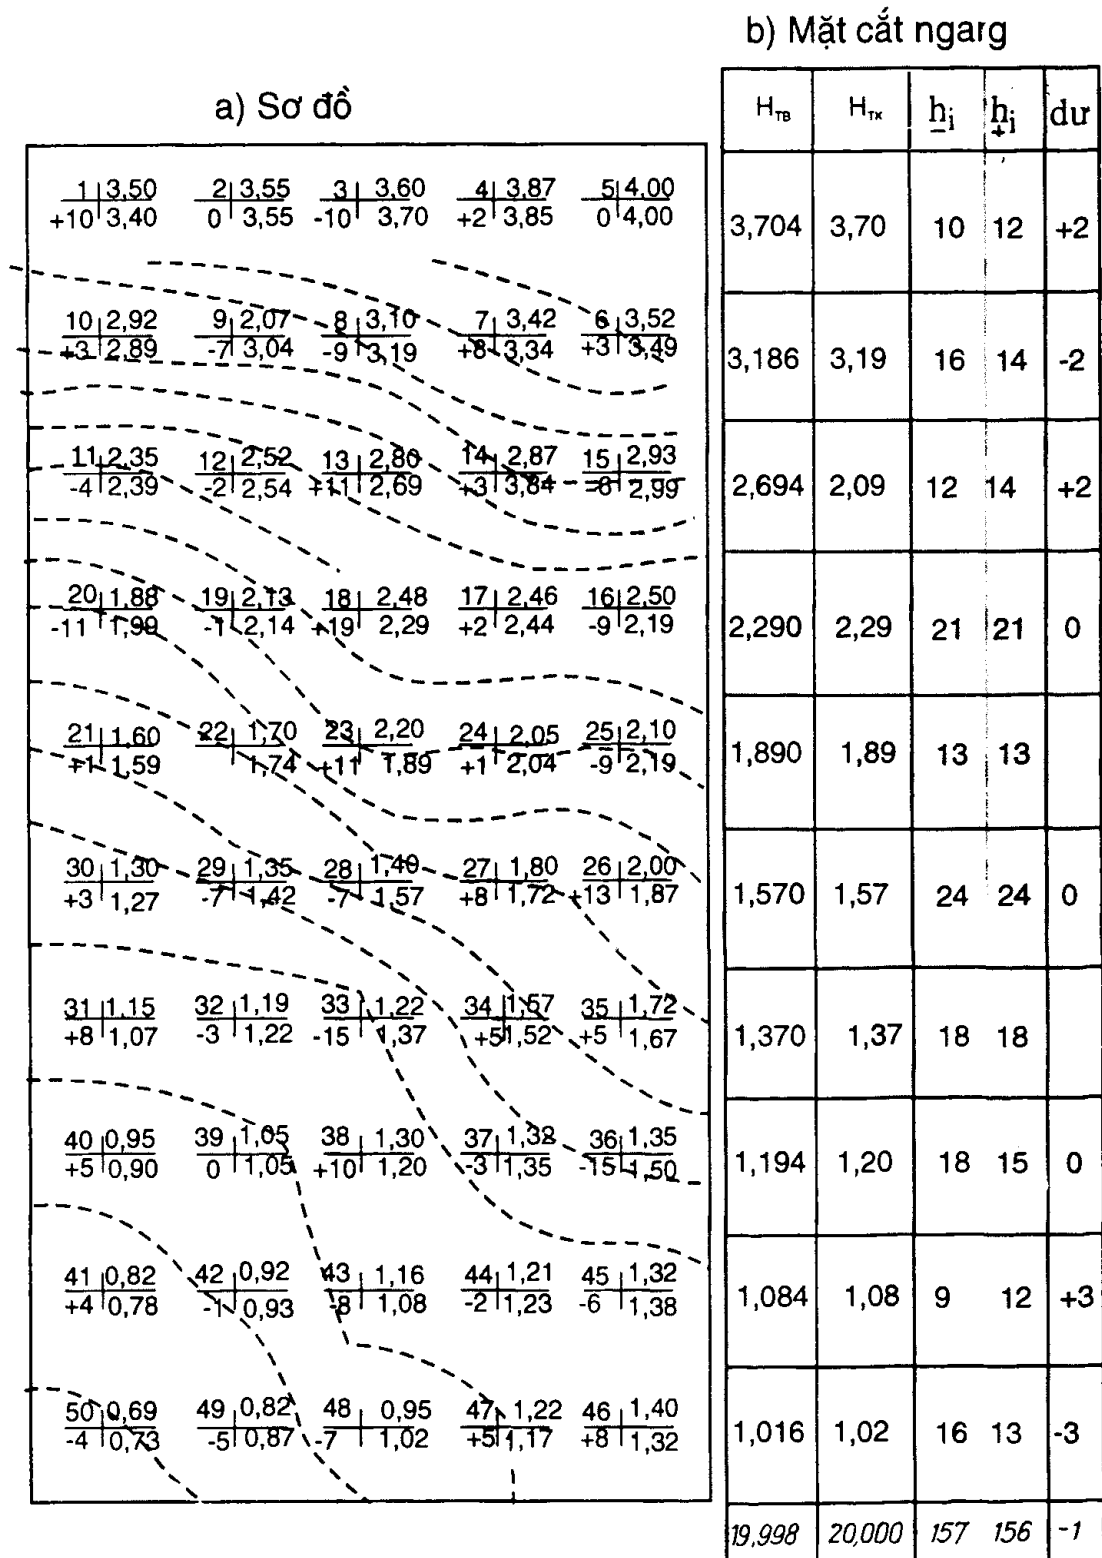 b) Mặt cắt ngarg
a) Sơ đồ
H_TB H_TK h_i h_i dư
- +
1 3,50 2 3,55 3 3,60 4 3,87 5 4,00
+10 3,40 0 3,55 -10 3,70 +2 3,85 0 4,00
3,704 3,70 10 12 +2
10 2,92 9 2,07 8 3,10 7 3,42 6 3,52
+3 2,89 -7 3,04 -9 3,19 +8 3,34 +3 3,49
3,186 3,19 16 14 -2
11 2,35 12 2,52 13 2,80 14 2,87 15 2,93
-4 2,39 -2 2,54 +11 2,69 +3 3,84 -6 2,99
2,694 2,09 12 14 +2
20 1,88 19 2,13 18 2,48 17 2,46 16 2,50
-11 1,99 -1 2,14 +19 2,29 +2 2,44 -9 2,19
2,290 2,29 21 21 0
21 1,60 22 1,70 23 2,20 24 2,05 25 2,10
+1 1,59 1,74 +11 1,89 +1 2,04 -9 2,19
1,890 1,89 13 13
30 1,30 29 1,35 28 1,40 27 1,80 26 2,00
+3 1,27 -7 1,42 -7 1,57 +8 1,72 +13 1,87
1,570 1,57 24 24 0
31 1,15 32 1,19 33 1,22 34 1,57 35 1,72
+8 1,07 -3 1,22 -15 1,37 +5 1,52 +5 1,67
1,370 1,37 18 18
40 0,95 39 1,05 38 1,30 37 1,32 36 1,35
+5 0,90 0 1,05 +10 1,20 -3 1,35 -15 1,50
1,194 1,20 18 15 0
41 0,82 42 0,92 43 1,16 44 1,21 45 1,32
+4 0,78 -1 0,93 -8 1,08 -2 1,23 -6 1,38
1,084 1,08 9 12 +3
50 0,69 49 0,82 48 0,95 47 1,22 46 1,40
-4 0,73 -5 0,87 -7 1,02 +5 1,17 +8 1,32
1,016 1,02 16 13 -3
19,998 20,000 157 156 -1